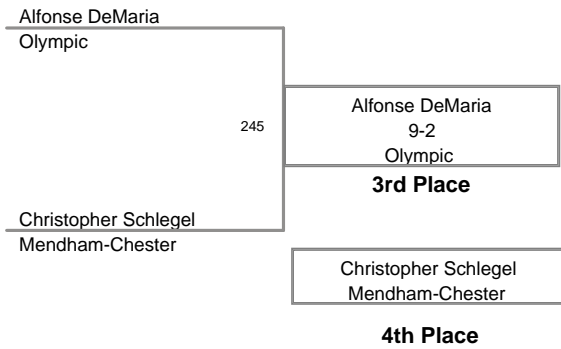 Alfonse DeMaria
Olympic
245
Alfonse DeMaria
9-2
Olympic
3rd Place
Christopher Schlegel
Mendham-Chester
Christopher Schlegel
Mendham-Chester
4th Place